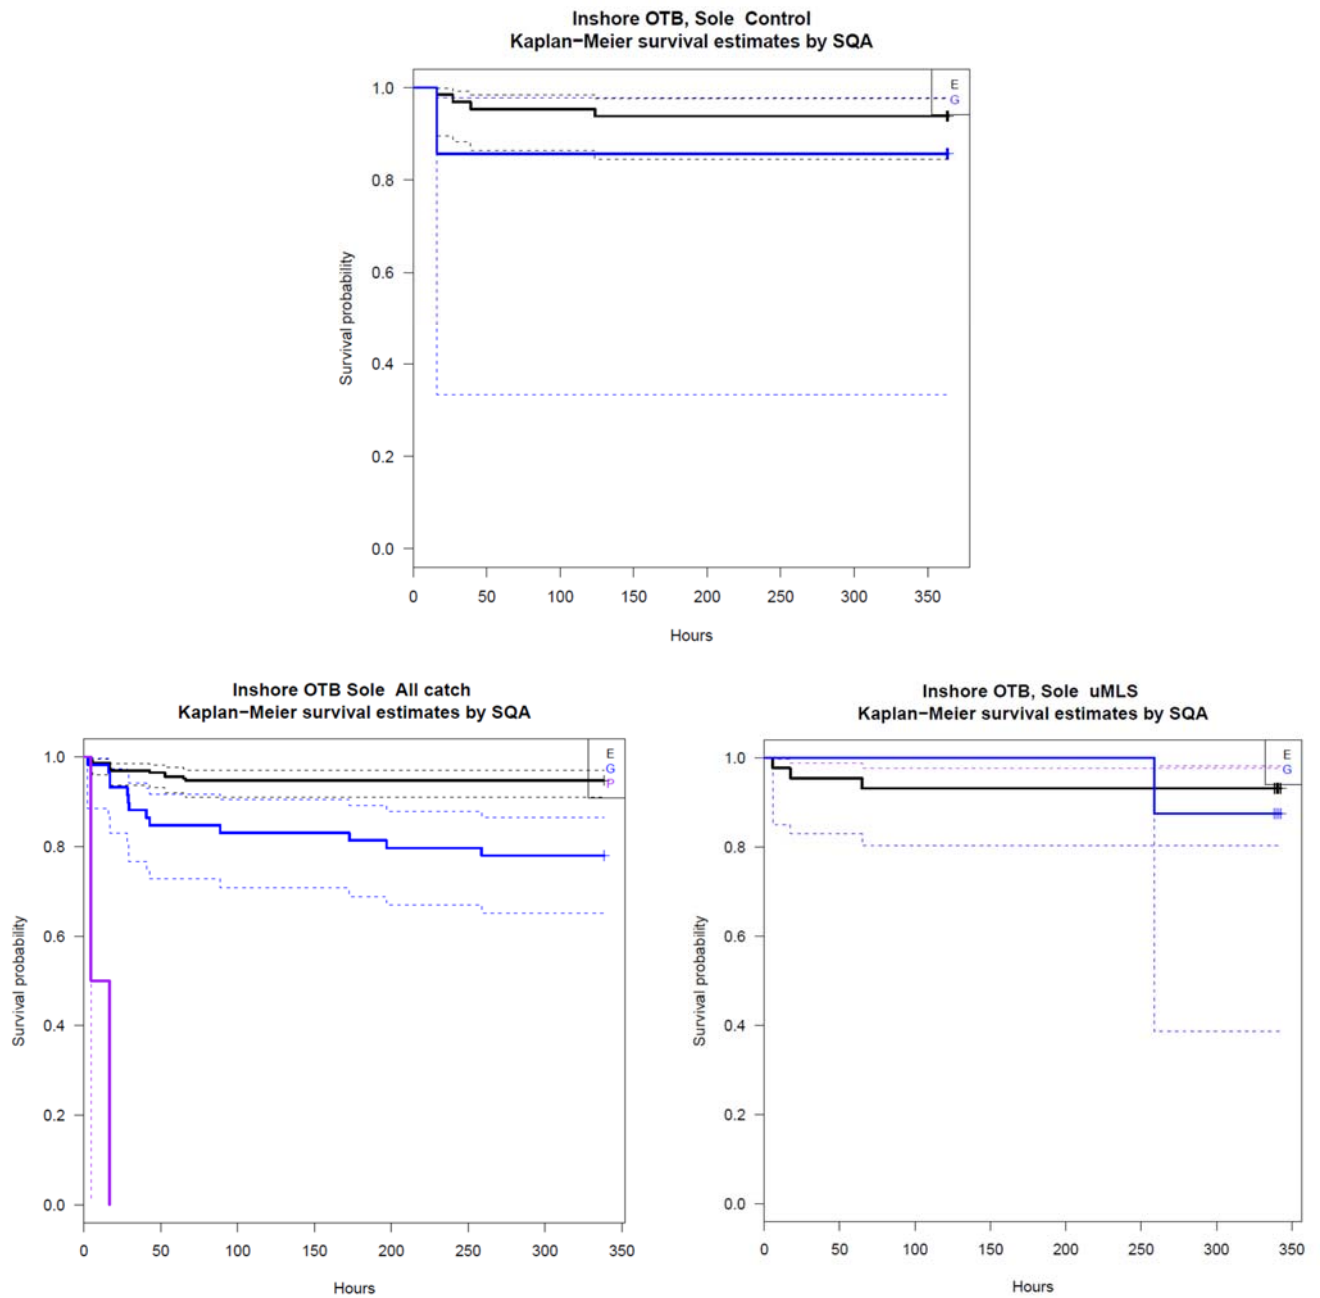 Inshore OTB, Sole  Control
Kaplan−Meier survival estimates by SQA
E
G
1.0
0.8
0.6
0.4
0.2
0.0
Survival probability
0 50 100 150 200 250 300 350
Hours
Inshore OTB Sole  All catch
Kaplan−Meier survival estimates by SQA
E
G
P
1.0
0.8
0.6
0.4
0.2
0.0
Survival probability
0 50 100 150 200 250 300 350
Hours
Inshore OTB, Sole  uMLS
Kaplan−Meier survival estimates by SQA
E
G
1.0
0.8
0.6
0.4
0.2
0.0
Survival probability
0 50 100 150 200 250 300 350
Hours